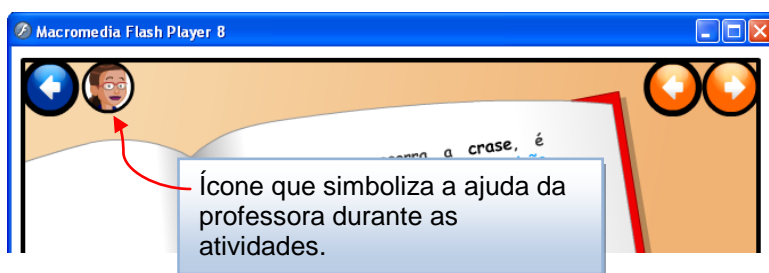 Macromedia Flash Player 8
a crase, é
Ícone que simboliza a ajuda da
professora durante as
atividades.